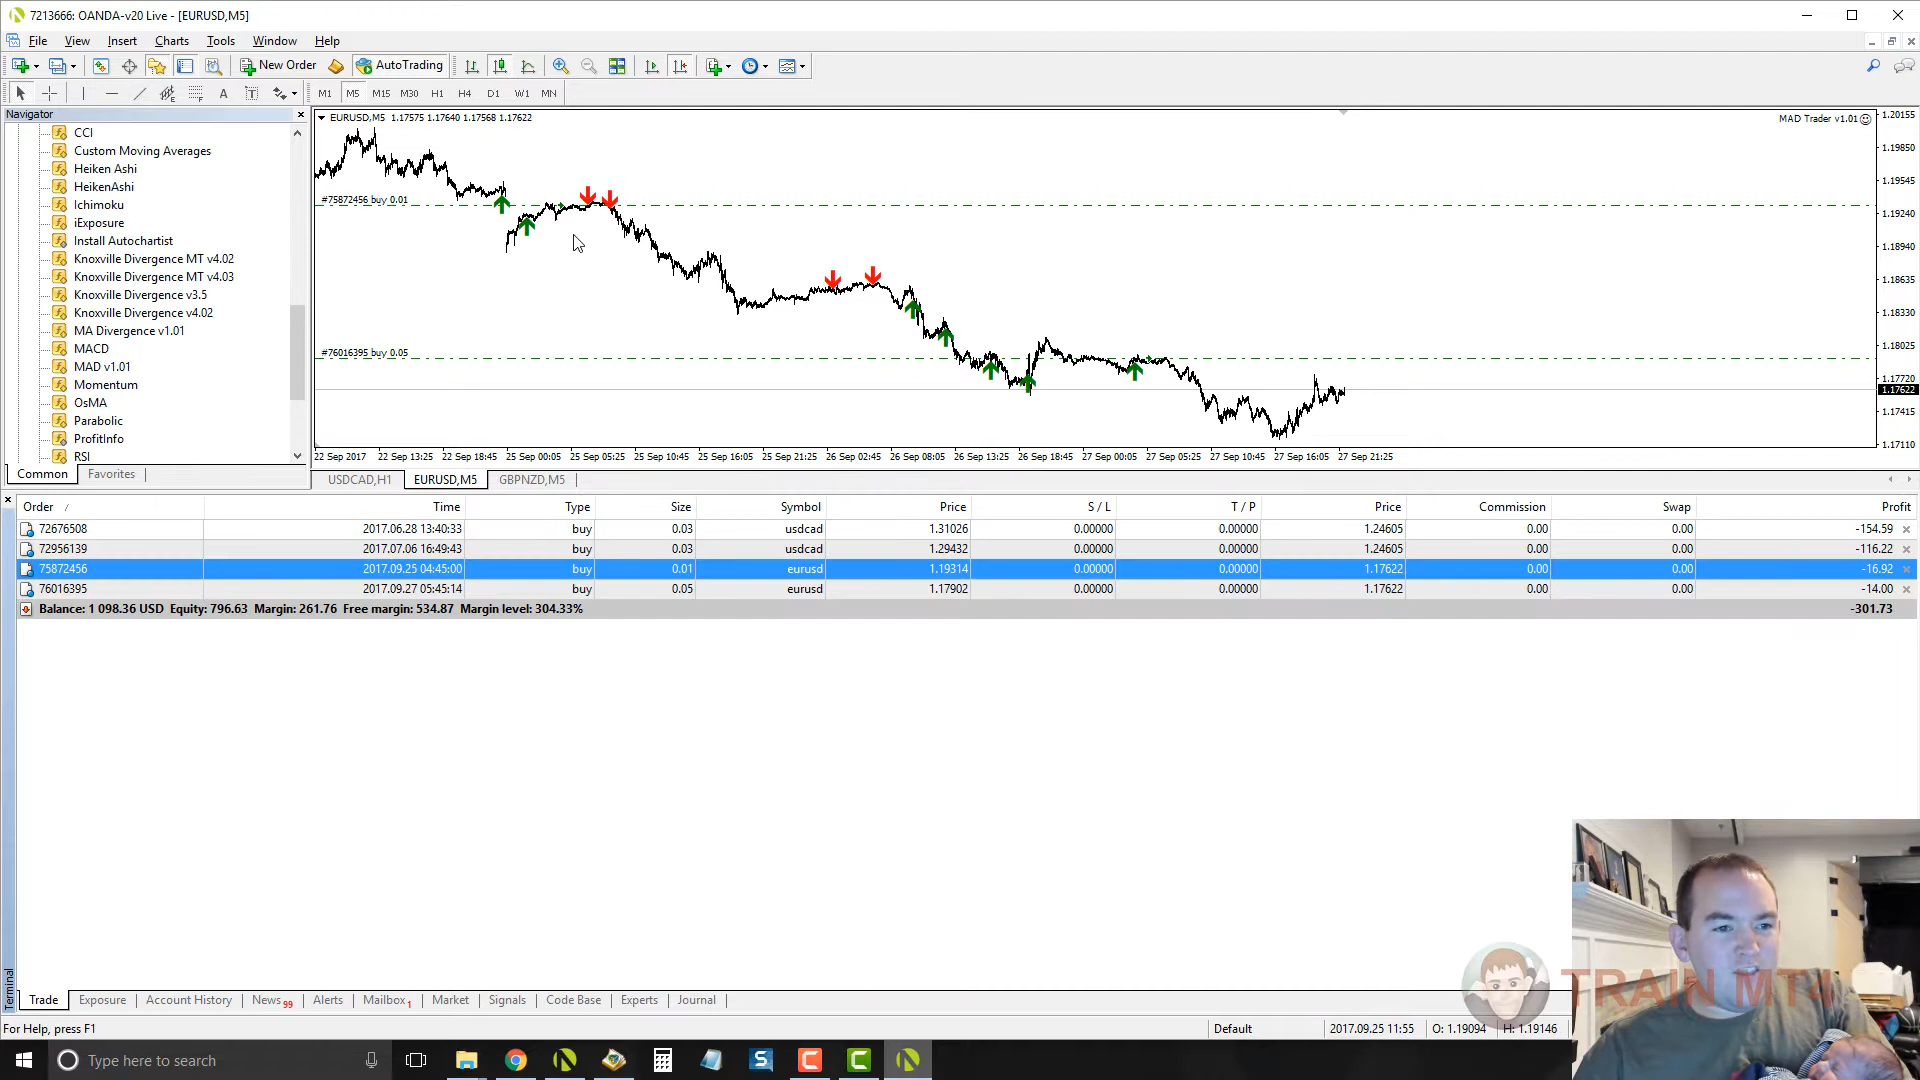 7213666: OANDA-v20 Live - [EURUSD,M5]
File View Insert Charts Tools Window Help
New Order AutoTrading
M1 M5 M15 M30 H1 H4 D1 W1 MN
Navigator
CCI
Custom Moving Averages
Heiken Ashi
HeikenAshi
Ichimoku
iExposure
Install Autochartist
Knoxville Divergence MT v4.02
Knoxville Divergence MT v4.03
Knoxville Divergence v3.5
Knoxville Divergence v4.02
MA Divergence v1.01
MACD
MAD v1.01
Momentum
OsMA
Parabolic
ProfitInfo
RSI
Common Favorites
EURUSD,M5 1.17575 1.17640 1.17568 1.17622
MAD Trader v1.01
#75872456 buy 0.01
#76016395 buy 0.05
1.20155
1.19850
1.19545
1.19240
1.18940
1.18635
1.18330
1.18025
1.17720
1.17622
1.17415
1.17110
22 Sep 2017 22 Sep 13:25 22 Sep 18:45 25 Sep 00:05 25 Sep 05:25 25 Sep 10:45 25 Sep 16:05 25 Sep 21:25 26 Sep 02:45 26 Sep 08:05 26 Sep 13:25 26 Sep 18:45 27 Sep 00:05 27 Sep 05:25 27 Sep 10:45 27 Sep 16:05 27 Sep 21:25
USDCAD,H1 EURUSD,M5 GBPNZD,M5
Order / Time Type Size Symbol Price S / L T / P Price Commission Swap Profit
72676508 2017.06.28 13:40:33 buy 0.03 usdcad 1.31026 0.00000 0.00000 1.24605 0.00 0.00 -154.59
72956139 2017.07.06 16:49:43 buy 0.03 usdcad 1.29432 0.00000 0.00000 1.24605 0.00 0.00 -116.22
75872456 2017.09.25 04:45:00 buy 0.01 eurusd 1.19314 0.00000 0.00000 1.17622 0.00 0.00 -16.92
76016395 2017.09.27 05:45:14 buy 0.05 eurusd 1.17902 0.00000 0.00000 1.17622 0.00 0.00 -14.00
Balance: 1 098.36 USD Equity: 796.63 Margin: 261.76 Free margin: 534.87 Margin level: 304.33% -301.73
Terminal
TRAIN MT4
Trade Exposure Account History News 99 Alerts Mailbox 1 Market Signals Code Base Experts Journal
For Help, press F1 Default 2017.09.25 11:55 O: 1.19094 H: 1.19146
Type here to search